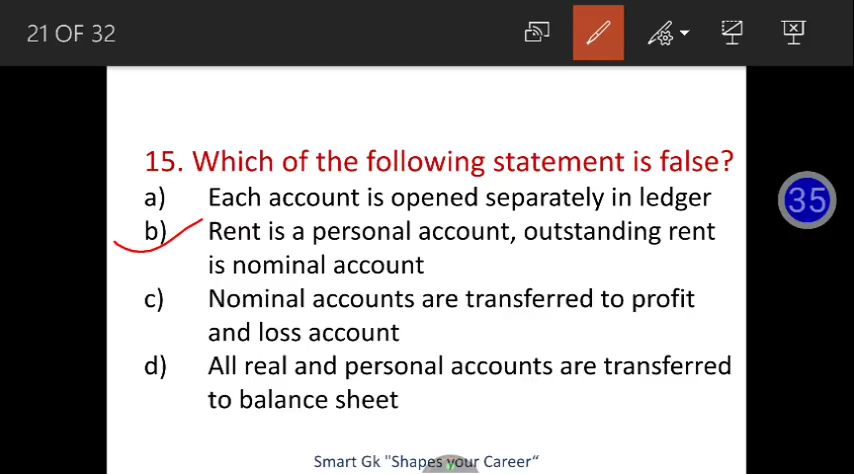 21 OF 32
15. Which of the following statement is false?
a) Each account is opened separately in ledger
35
b) Rent is a personal account, outstanding rent
is nominal account
c) Nominal accounts are transferred to profit
and loss account
d) All real and personal accounts are transferred
to balance sheet
Smart Gk "Shapes your Career“